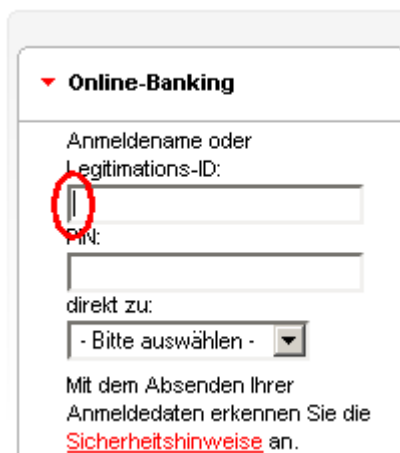 Online-Banking
Anmeldename oder
Legitimations-ID:
PIN:
direkt zu:
- Bitte auswählen -
Mit dem Absenden Ihrer
Anmeldedaten erkennen Sie die
Sicherheitshinweise an.